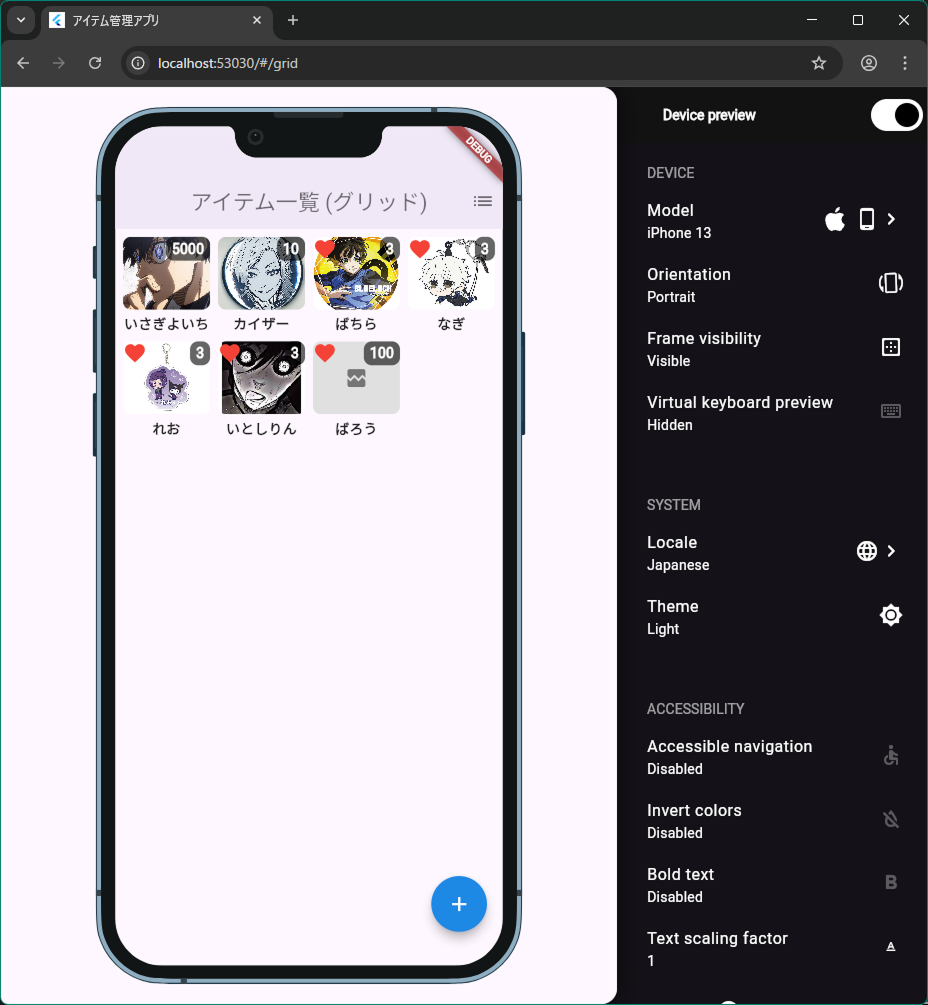 アイテム管理アプリ
localhost:53030/#/grid
Device preview
DEBUG
アイテム一覧 (グリッド)
5000
10
3
3
BLUELOCK
いさぎよいち
カイザー
ばちら
なぎ
3
3
100
れお
いとしりん
ばろう
DEVICE
Model
iPhone 13
Orientation
Portrait
Frame visibility
Visible
Virtual keyboard preview
Hidden
SYSTEM
Locale
Japanese
Theme
Light
ACCESSIBILITY
Accessible navigation
Disabled
Invert colors
Disabled
Bold text
Disabled
Text scaling factor
1